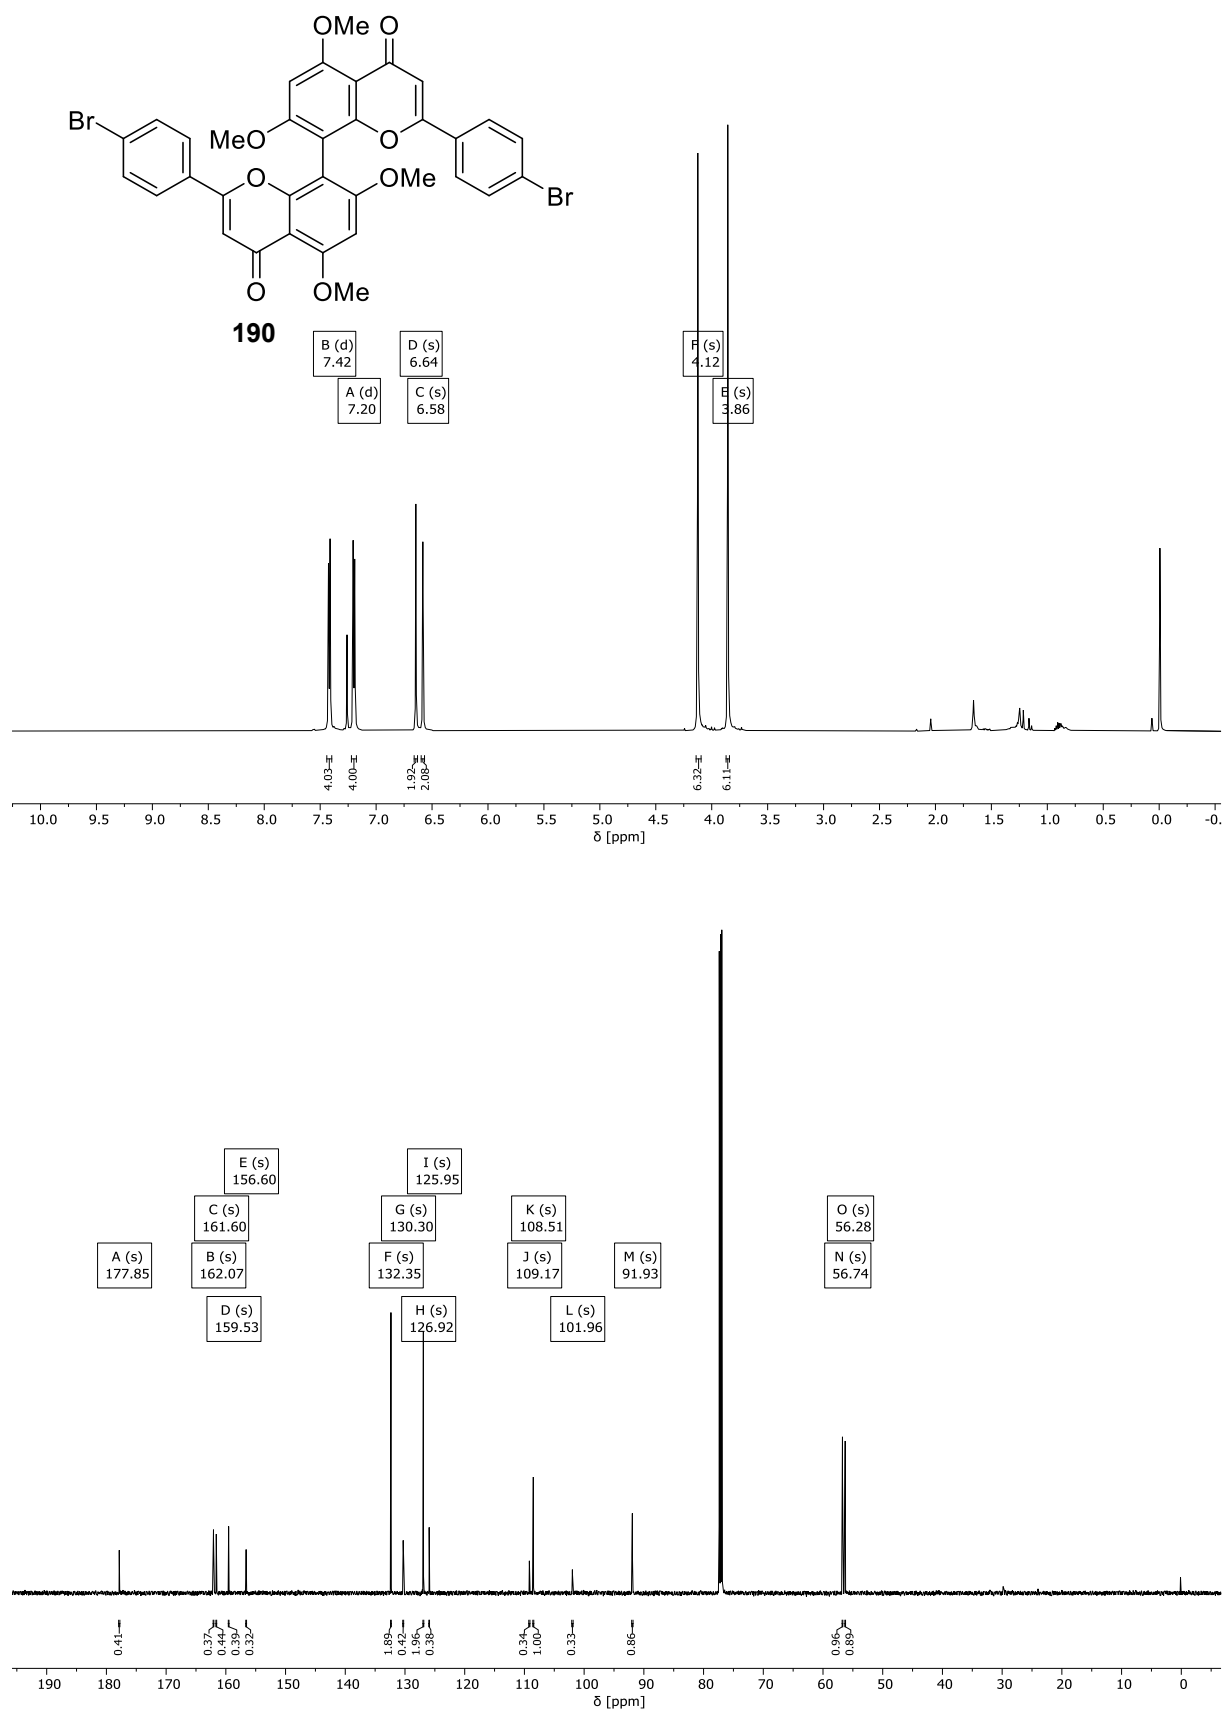 OMe O
Br
MeO O
O OMe
Br
O OMe
190
B (d) D (s) F (s)
7.42 6.64 4.12
A (d) C (s) E (s)
7.20 6.58 3.86
4.03 4.00 1.92 2.08 6.32 6.11
10.0 9.5 9.0 8.5 8.0 7.5 7.0 6.5 6.0 5.5 5.0 4.5 4.0 3.5 3.0 2.5 2.0 1.5 1.0 0.5 0.0 -0.
δ [ppm]
E (s) I (s)
156.60 125.95
C (s) G (s) K (s) O (s)
161.60 130.30 108.51 56.28
A (s) B (s) F (s) J (s) M (s) N (s)
177.85 162.07 132.35 109.17 91.93 56.74
D (s) H (s) L (s)
159.53 126.92 101.96
0.41 0.37 0.44 0.39 0.32 1.89 0.42 1.96 0.38 0.34 1.00 0.33 0.86 0.96 0.89
190 180 170 160 150 140 130 120 110 100 90 80 70 60 50 40 30 20 10 0
δ [ppm]